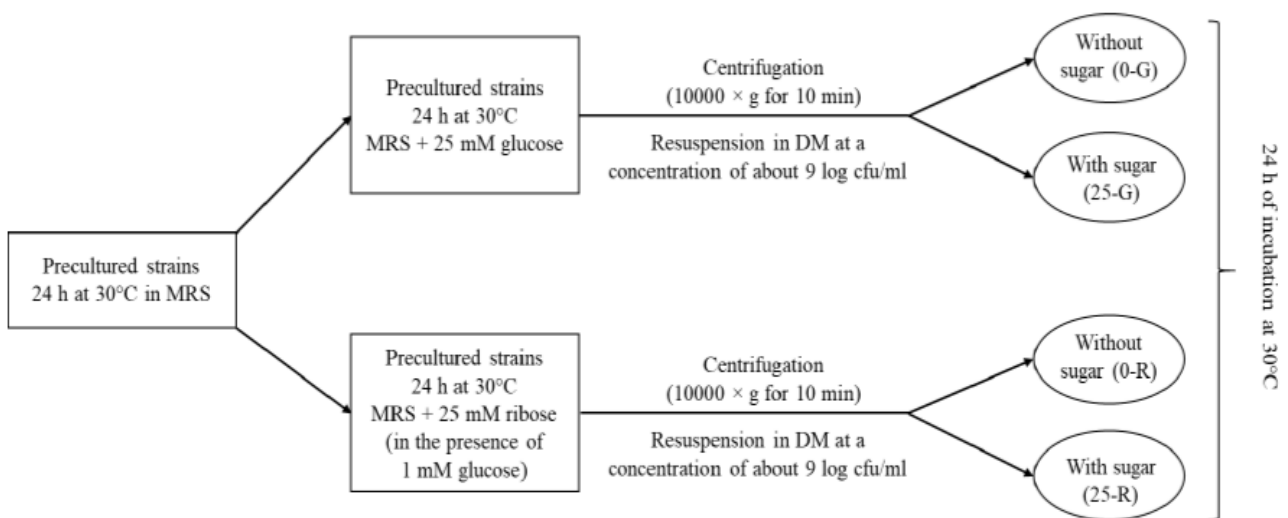 Precultured strains
24 h at 30°C in MRS
Precultured strains
24 h at 30°C
MRS + 25 mM glucose
Centrifugation
(10000 × g for 10 min)
Resuspension in DM at a
concentration of about 9 log cfu/ml
Without
sugar (0-G)
With sugar
(25-G)
Precultured strains
24 h at 30°C
MRS + 25 mM ribose
(in the presence of
1 mM glucose)
Centrifugation
(10000 × g for 10 min)
Resuspension in DM at a
concentration of about 9 log cfu/ml
Without
sugar (0-R)
With sugar
(25-R)
24 h of incubation at 30°C